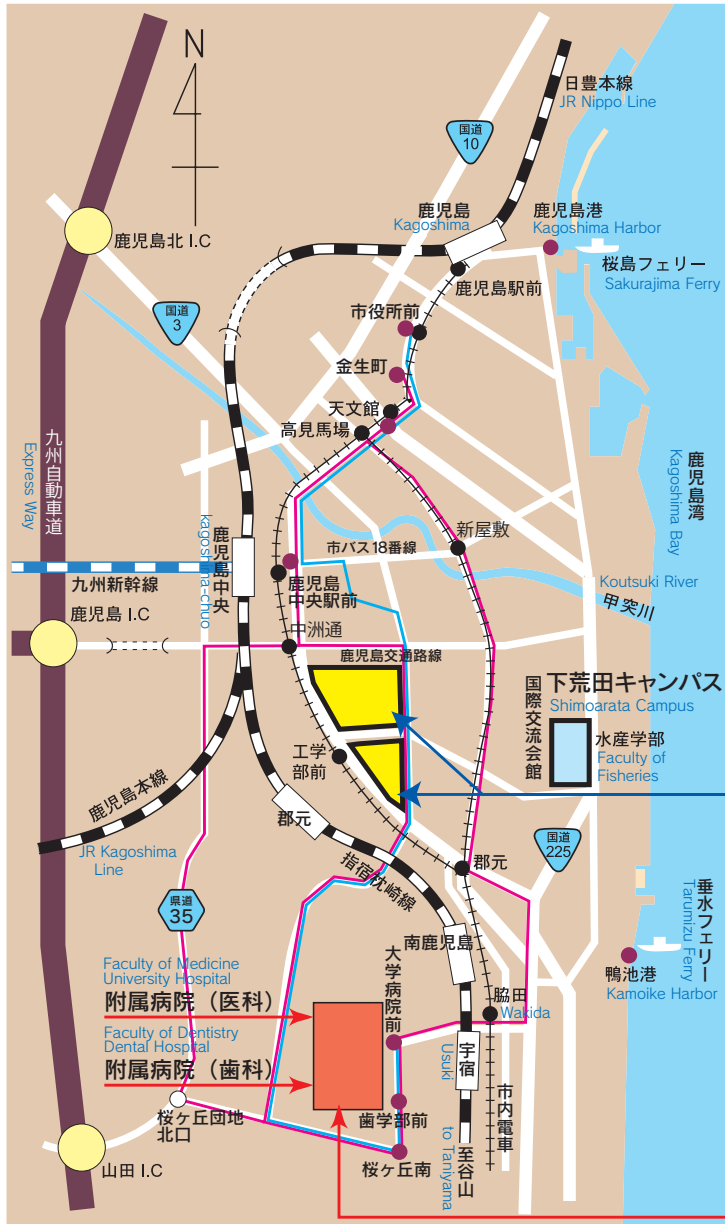 N
日豊本線
JR Nippo Line
国道
10
鹿児島
Kagoshima
鹿児島港
Kagoshima Harbor
鹿児島北 I.C
桜島フェリー
Sakurajima Ferry
鹿児島駅前
国道
3
市役所前
金生町
天文館
高見馬場
九州自動車道
Express Way
鹿児島湾
Kagoshima Bay
鹿児島中央
kagoshima-chuo
新屋敷
市バス18番線
九州新幹線
鹿児島
中央駅前
Koutsuki River
甲突川
鹿児島 I.C
中洲通
鹿児島交通路線
国際交流会館
下荒田キャンパス
Shimoarata Campus
水産学部
Faculty of
Fisheries
工学
部前
鹿児島本線
JR Kagoshima
Line
郡元
国道
225
郡元
指宿枕崎線
県道
35
垂水フェリー
Tarumizu Ferry
南鹿児島
大学病院前
鴨池港
Kamoike Harbor
Faculty of Medicine
University Hospital
附属病院（医科）
脇田
Wakida
Faculty of Dentistry
Dental Hospital
附属病院（歯科）
宇宿
Usuki
市内電車
桜ヶ丘団地
北口
歯学部前
至谷山
to Taniyama
桜ヶ丘南
山田 I.C